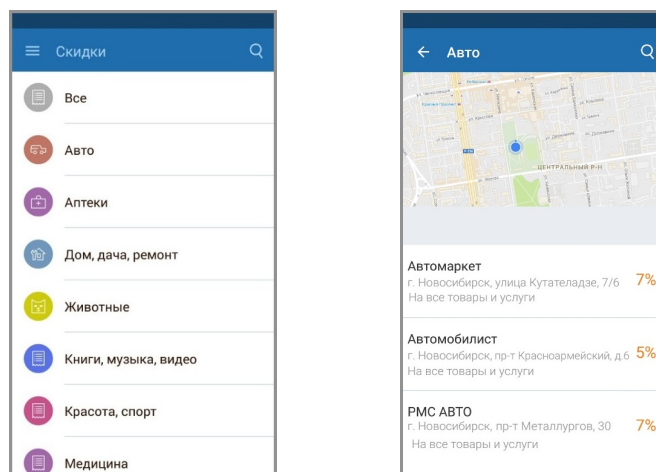 Скидки
Все
Авто
Аптеки
Дом, дача, ремонт
Животные
Книги, музыка, видео
Красота, спорт
Медицина
Авто
ЦЕНТРАЛЬНЫЙ Р-Н
Автомаркет
г. Новосибирск, улица Кутателадзе, 7/6 7%
На все товары и услуги
Автомобилист
г. Новосибирск, пр-т Красноармейский, д.6 5%
На все товары и услуги
РМС АВТО
г. Новосибирск, пр-т Металлургов, 30 7%
На все товары и услуги